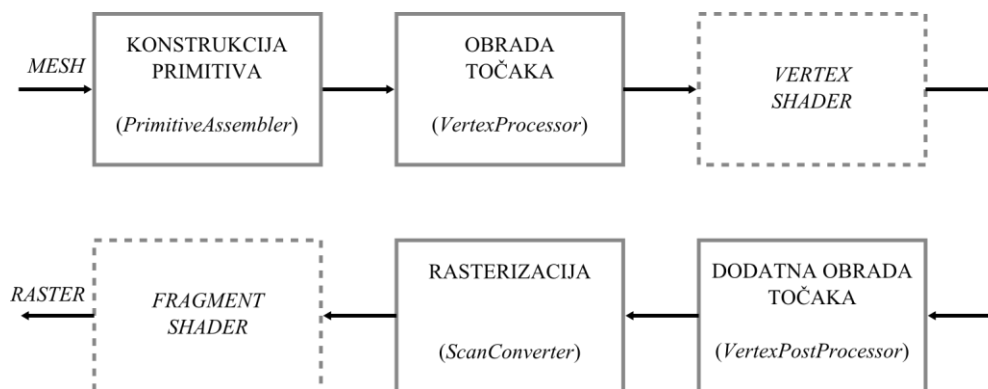 MESH
KONSTRUKCIJA
PRIMITIVA
(PrimitiveAssembler)
OBRADA
TOČAKA
(VertexProcessor)
VERTEX
SHADER
DODATNA OBRADA
TOČAKA
(VertexPostProcessor)
RASTERIZACIJA
(ScanConverter)
FRAGMENT
SHADER
RASTER